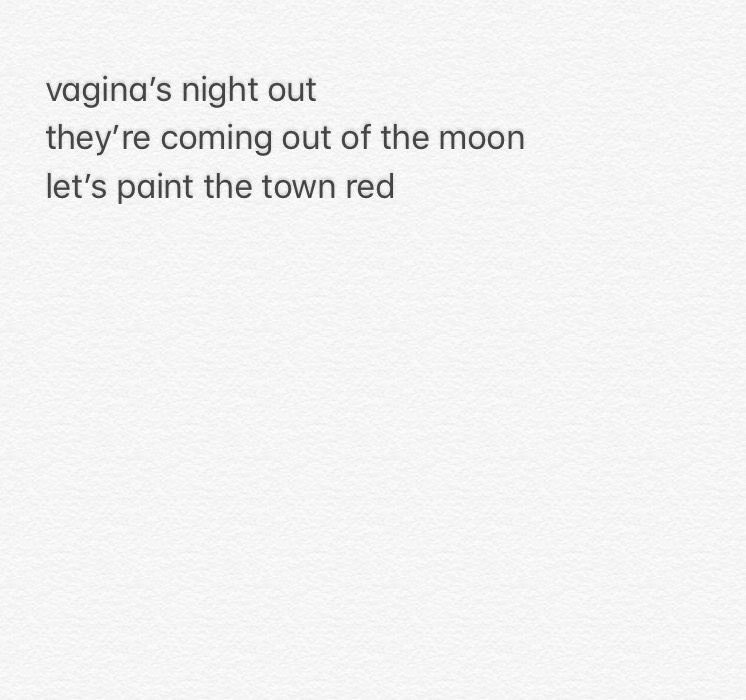 vagina’s night out
they’re coming out of the moon
let’s paint the town red